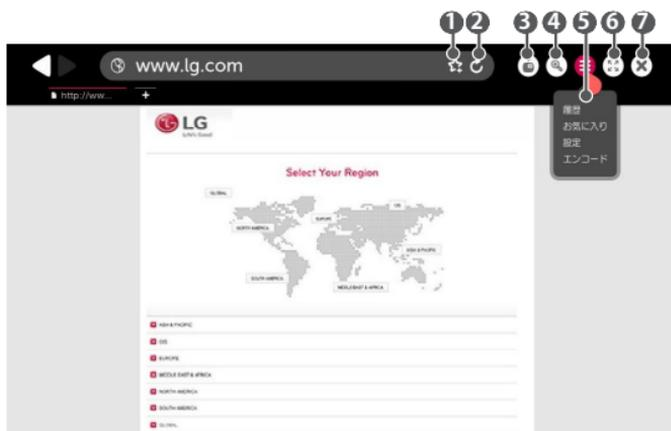 1 2 3 4 5 6 7
www.lg.com
http://ww...
+
履歴
お気に入り
設定
エンコード
LG
Life's Good
Select Your Region
GLOBAL
CIS
EUROPE
NORTH AMERICA
ASIA & PACIFIC
SOUTH AMERICA
MIDDLE EAST & AFRICA
ASIA & PACIFIC
CIS
EUROPE
MIDDLE EAST & AFRICA
NORTH AMERICA
SOUTH AMERICA
GLOBAL